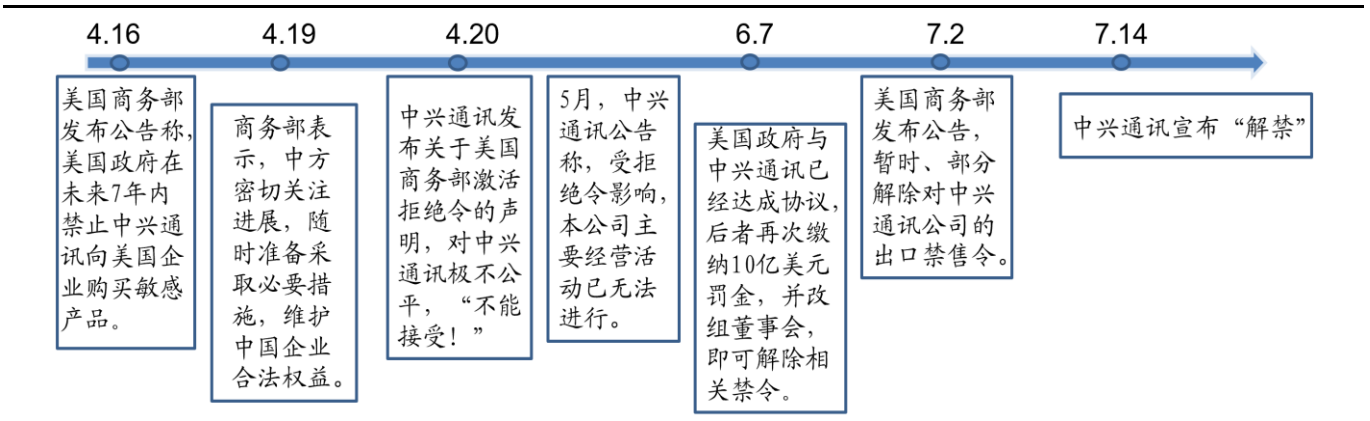 4.16
4.19
4.20
6.7
7.2
7.14
美国商务部
发布公告称,
美国政府在
未来7年内
禁止中兴通
讯向美国企
业购买敏感
产品。
商务部表
示，中方
密切关注
进展，随
时准备采
取必要措
施，维护
中国企业
合法权益。
中兴通讯发
布关于美国
商务部激活
拒绝令的声
明，对中兴
通讯极不公
平，“不能
接受！”
5月，中兴
通讯公告
称，受拒
绝令影响,
本公司主
要经营活
动已无法
进行。
美国政府与
中兴通讯已
经达成协议,
后者再次缴
纳10亿美元
罚金，并改
组董事会，
即可解除相
关禁令。
美国商务部
发布公告，
暂时、部分
解除对中兴
通讯公司的
出口禁售令。
中兴通讯宣布“解禁”